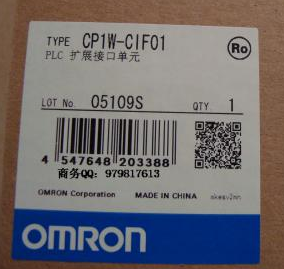 TYPE CP1W-CIF01
PLC 扩展接口单元
Ro
LOT No. 05109S QTY. 1
4 547648 203388
商务QQ: 979817613
OMRON Corporation MADE IN CHINA
OMRON